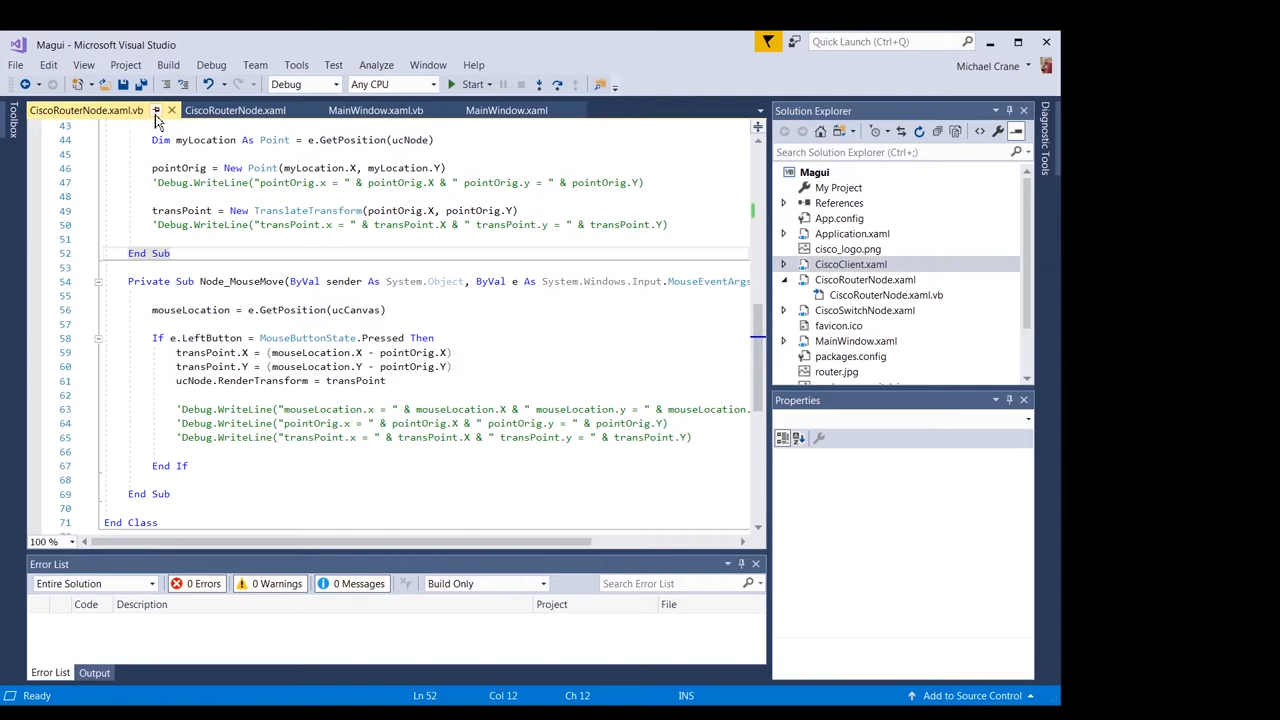 Magui - Microsoft Visual Studio
Quick Launch (Ctrl+Q)
File Edit View Project Build Debug Team Tools Test Analyze Window Help
Michael Crane
Debug Any CPU Start
CiscoRouterNode.xaml.vb CiscoRouterNode.xaml MainWindow.xaml.vb MainWindow.xaml
Toolbox
43
44 Dim myLocation As Point = e.GetPosition(ucNode)
45
46 pointOrig = New Point(myLocation.X, myLocation.Y)
47 'Debug.WriteLine("pointOrig.x = " & pointOrig.X & " pointOrig.y = " & pointOrig.Y)
48
49 transPoint = New TranslateTransform(pointOrig.X, pointOrig.Y)
50 'Debug.WriteLine("transPoint.x = " & transPoint.X & " transPoint.y = " & transPoint.Y)
51
52 End Sub
53
54 Private Sub Node_MouseMove(ByVal sender As System.Object, ByVal e As System.Windows.Input.MouseEventArgs
55
56 mouseLocation = e.GetPosition(ucCanvas)
57
58 If e.LeftButton = MouseButtonState.Pressed Then
59 transPoint.X = (mouseLocation.X - pointOrig.X)
60 transPoint.Y = (mouseLocation.Y - pointOrig.Y)
61 ucNode.RenderTransform = transPoint
62
63 'Debug.WriteLine("mouseLocation.x = " & mouseLocation.X & " mouseLocation.y = " & mouseLocation.
64 'Debug.WriteLine("pointOrig.x = " & pointOrig.X & " pointOrig.y = " & pointOrig.Y)
65 'Debug.WriteLine("transPoint.x = " & transPoint.X & " transPoint.y = " & transPoint.Y)
66
67 End If
68
69 End Sub
70
71 End Class
100 %
Error List
Entire Solution 0 Errors 0 Warnings 0 Messages Build Only Search Error List
Code Description Project File
Error List Output
Solution Explorer
Search Solution Explorer (Ctrl+;)
Magui
My Project
References
App.config
Application.xaml
cisco_logo.png
CiscoClient.xaml
CiscoRouterNode.xaml
CiscoRouterNode.xaml.vb
CiscoSwitchNode.xaml
favicon.ico
MainWindow.xaml
packages.config
router.jpg
Properties
Diagnostic Tools
Ready Ln 52 Col 12 Ch 12 INS Add to Source Control